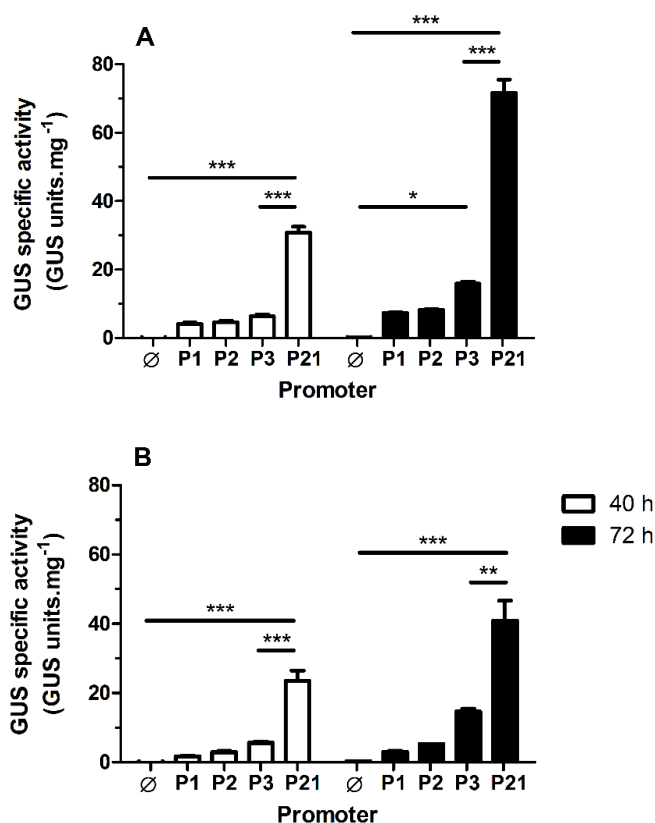 A
***
***
***
***
*
80
60
40
20
0
GUS specific activity
(GUS units.mg⁻¹)
∅ P1 P2 P3 P21 ∅ P1 P2 P3 P21
Promoter
B
***
**
***
***
80
60
40
20
0
GUS specific activity
(GUS units.mg⁻¹)
∅ P1 P2 P3 P21 ∅ P1 P2 P3 P21
Promoter
40 h
72 h